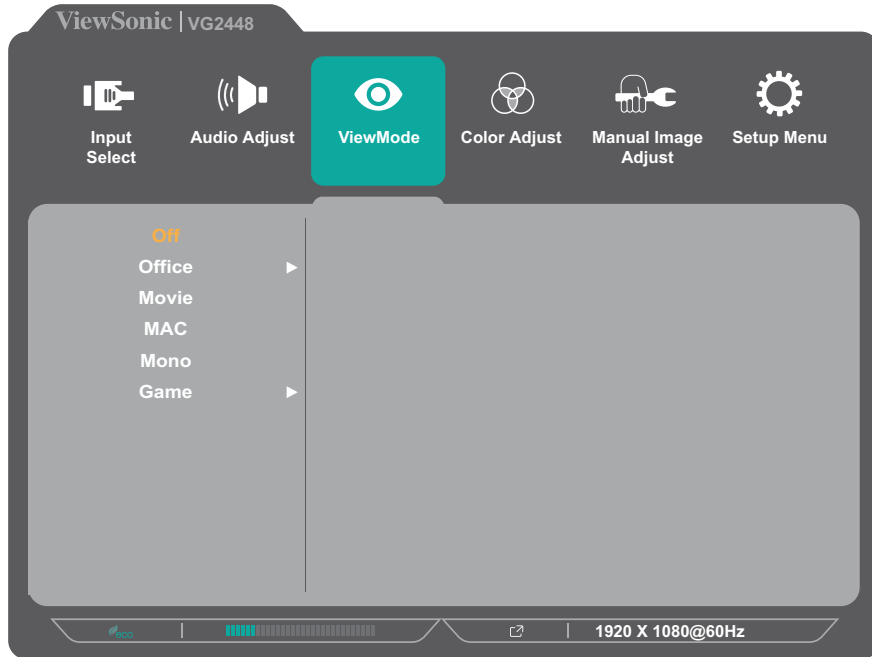 ViewSonic | VG2448
Input
Select
Audio Adjust
ViewMode
Color Adjust
Manual Image
Adjust
Setup Menu
Off
Office
Movie
MAC
Mono
Game
eco
1920 X 1080@60Hz